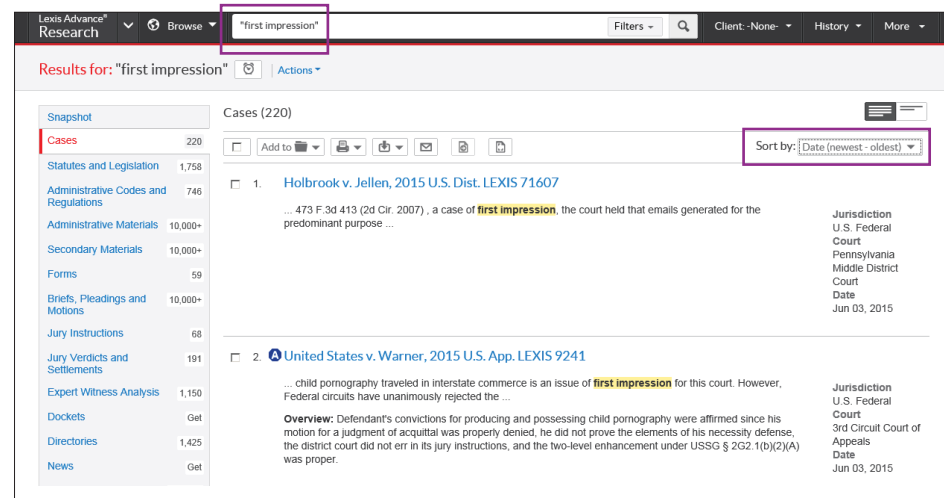 Lexis Advance®
Research
Browse
"first impression"
Filters
Client: -None-
History
More
Results for: "first impression"
Actions
Snapshot
Cases 220
Statutes and Legislation 1,758
Administrative Codes and 746
Regulations
Administrative Materials 10,000+
Secondary Materials 10,000+
Forms 59
Briefs, Pleadings and 10,000+
Motions
Jury Instructions 68
Jury Verdicts and 191
Settlements
Expert Witness Analysis 1,150
Dockets Get
Directories 1,425
News Get
Cases (220)
Add to
Sort by: Date (newest - oldest)
1. Holbrook v. Jellen, 2015 U.S. Dist. LEXIS 71607
... 473 F.3d 413 (2d Cir. 2007) , a case of first impression, the court held that emails generated for the
predominant purpose ...
Jurisdiction
U.S. Federal
Court
Pennsylvania
Middle District
Court
Date
Jun 03, 2015
2. A United States v. Warner, 2015 U.S. App. LEXIS 9241
... child pornography traveled in interstate commerce is an issue of first impression for this court. However,
Federal circuits have unanimously rejected the ...
Overview: Defendant's convictions for producing and possessing child pornography were affirmed since his
motion for a judgment of acquittal was properly denied, he did not prove the elements of his necessity defense,
the district court did not err in its jury instructions, and the two-level enhancement under USSG § 2G2.1(b)(2)(A)
was proper.
Jurisdiction
U.S. Federal
Court
3rd Circuit Court of
Appeals
Date
Jun 03, 2015